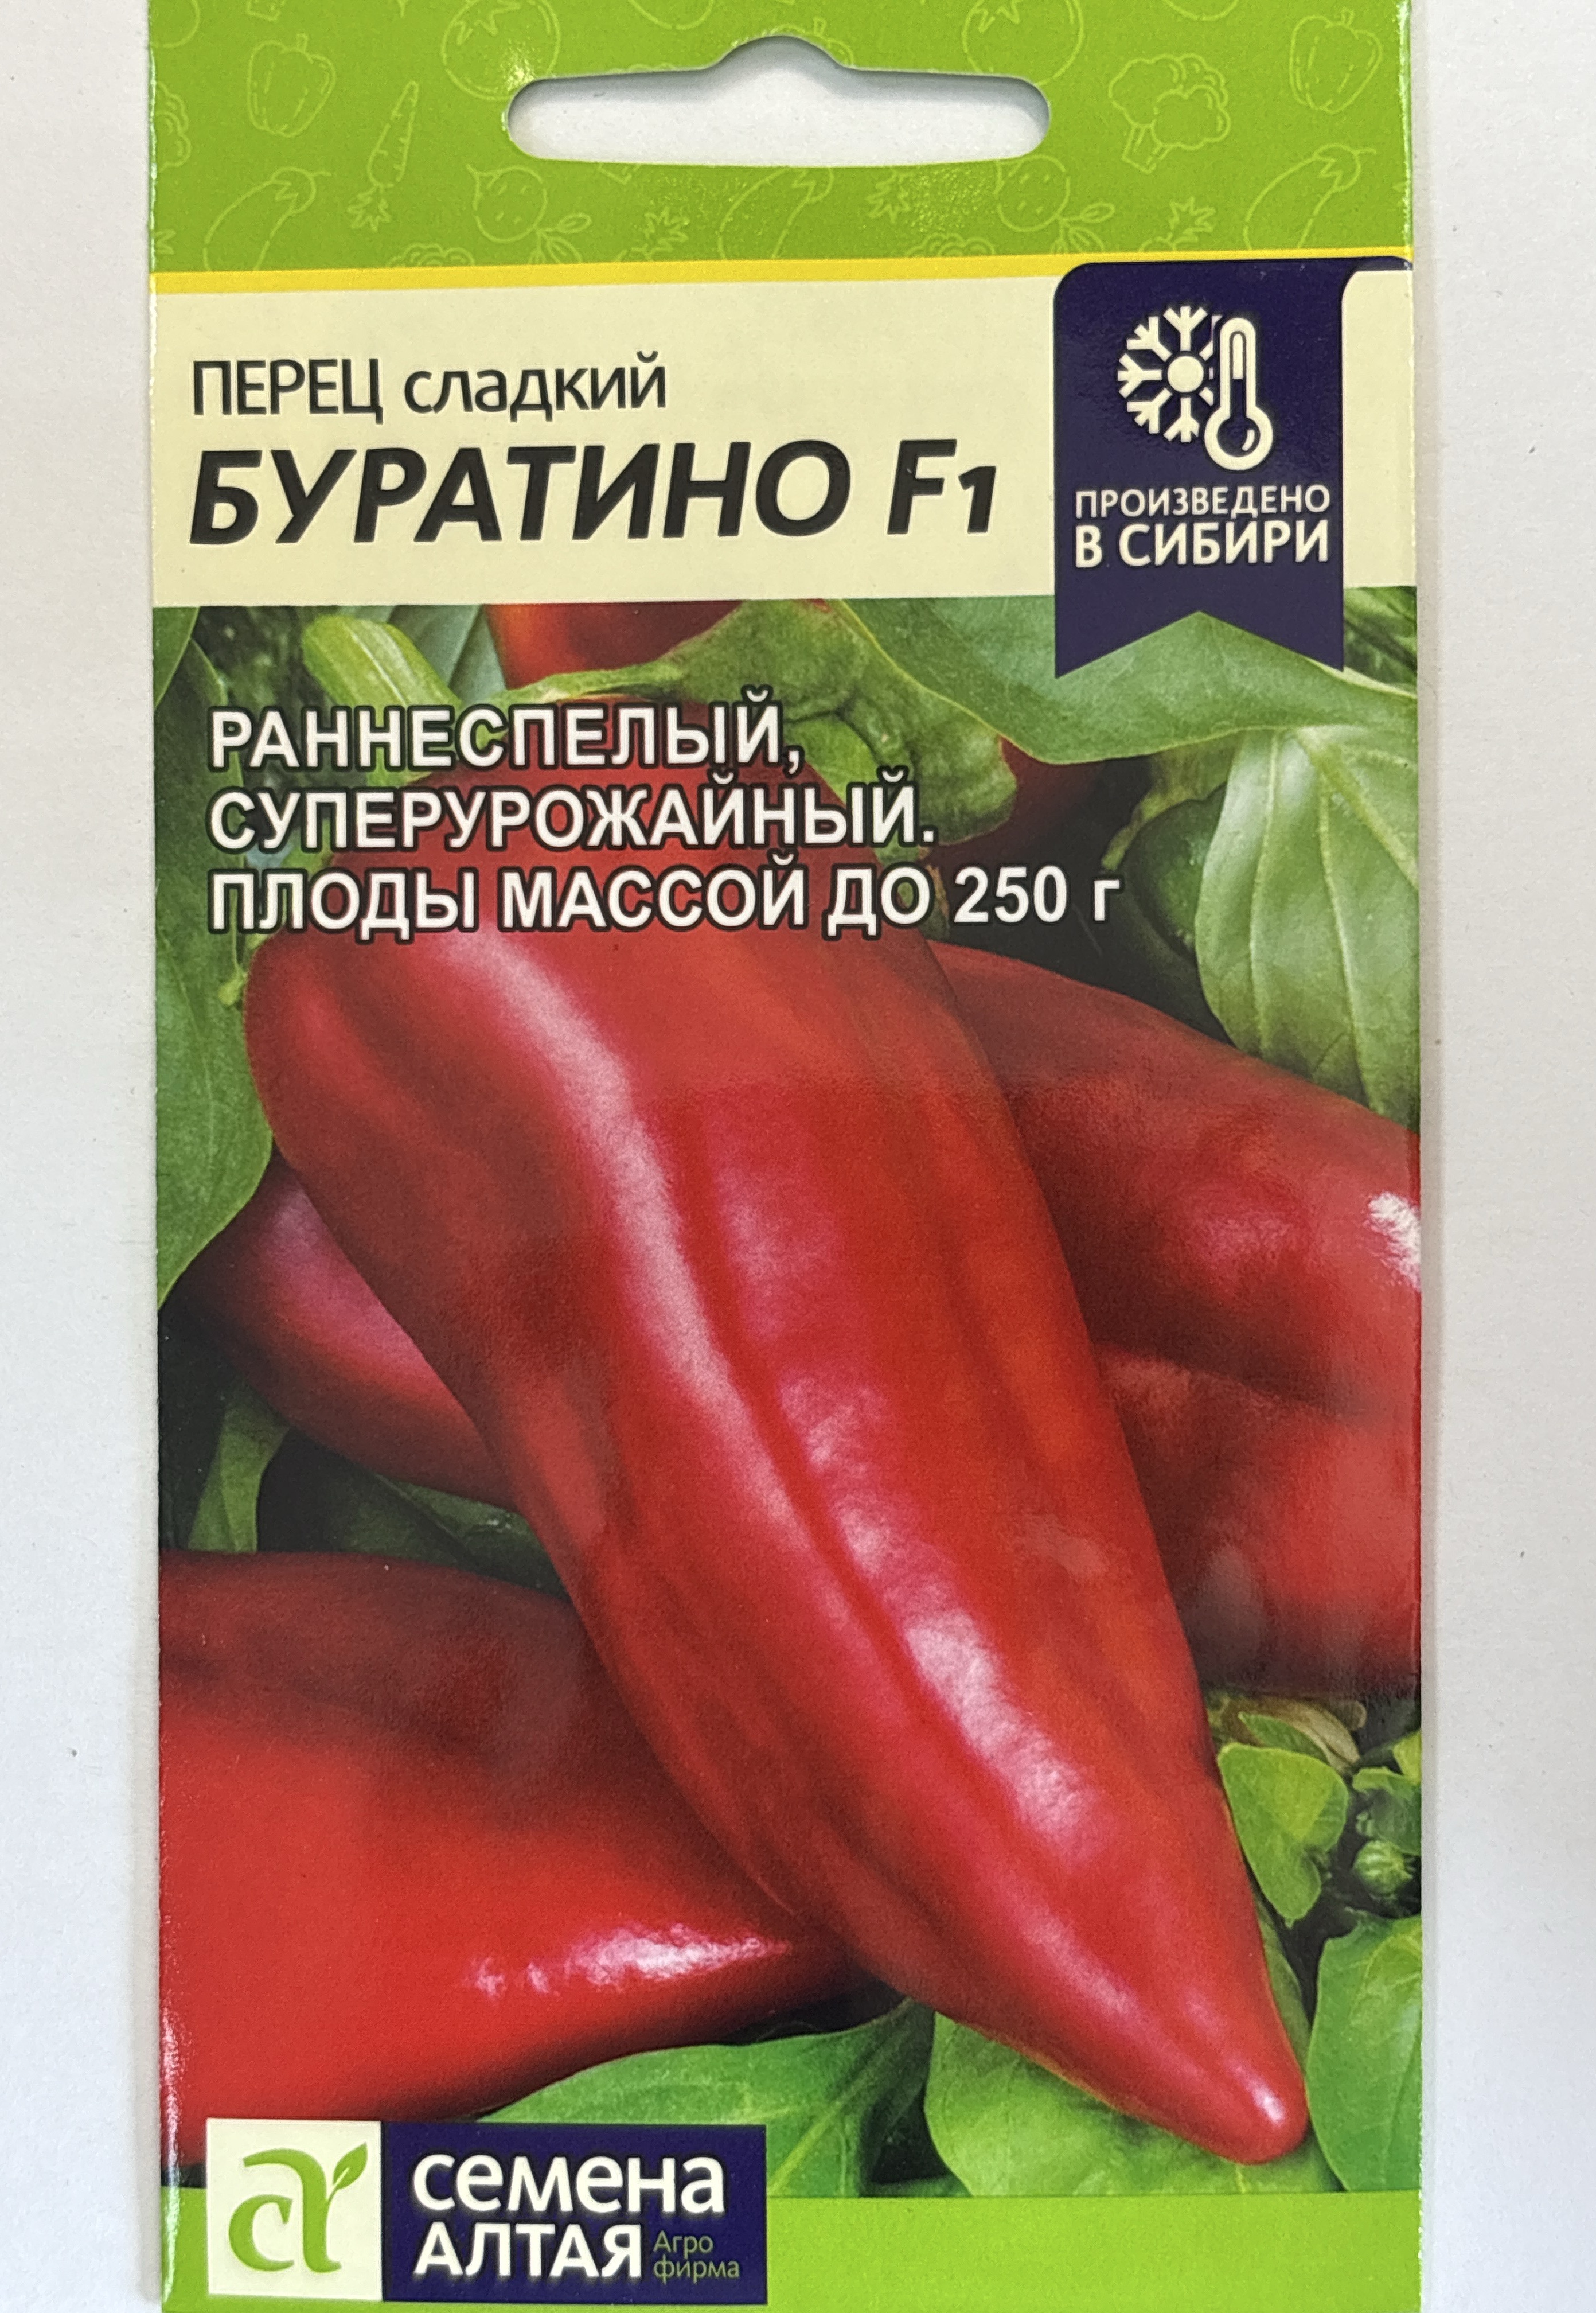 ПЕРЕЦ сладкий
БУРАТИНО F1
ПРОИЗВЕДЕНО
В СИБИРИ
РАННЕСПЕЛЫЙ,
СУПЕРУРОЖАЙНЫЙ.
ПЛОДЫ МАССОЙ ДО 250 г
семена
АЛТАЯ
Агро
фирма